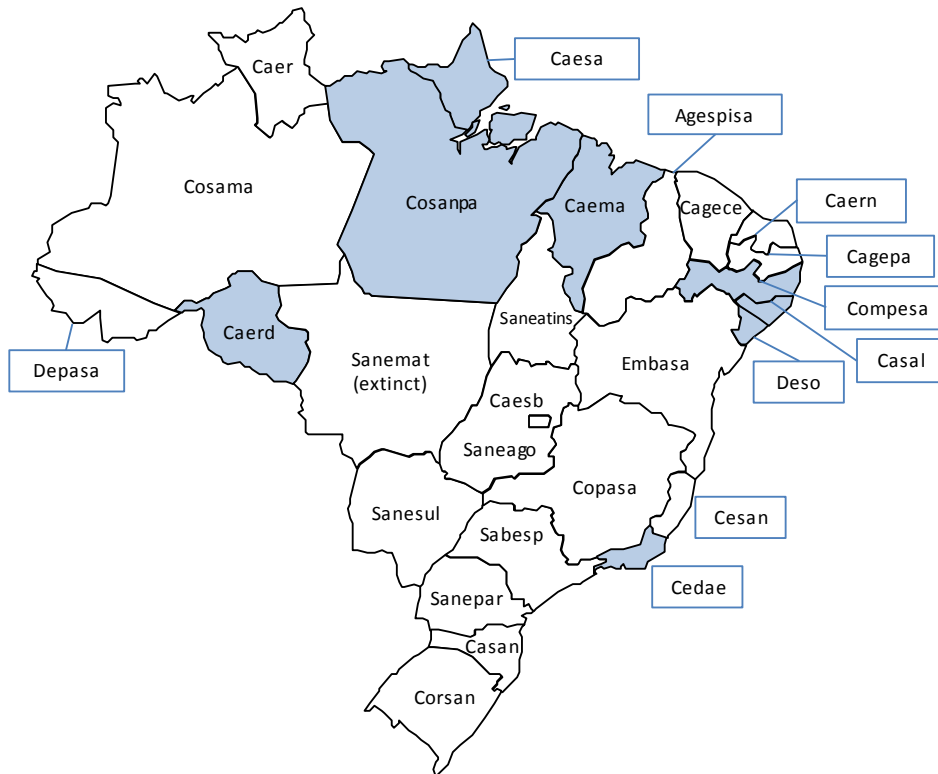 Caer
Caesa
Agespisa
Cosama
Cosanpa
Caema
Cagece
Caern
Cagepa
Compesa
Saneatins
Caerd
Sanemat
(extinct)
Embasa
Casal
Depasa
Deso
Caesb
Saneago
Copasa
Sanesul
Cesan
Sabesp
Cedae
Sanepar
Casan
Corsan